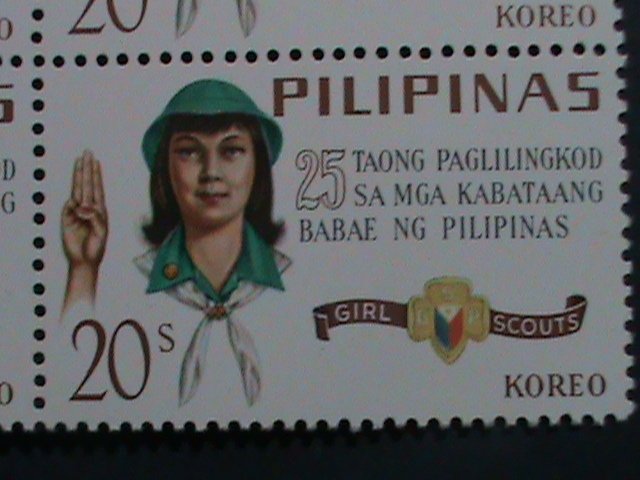 KOREO
PILIPINAS
25 TAONG PAGLILINGKOD
SA MGA KABATAANG
BABAE NG PILIPINAS
GIRL SCOUTS
20s
KOREO